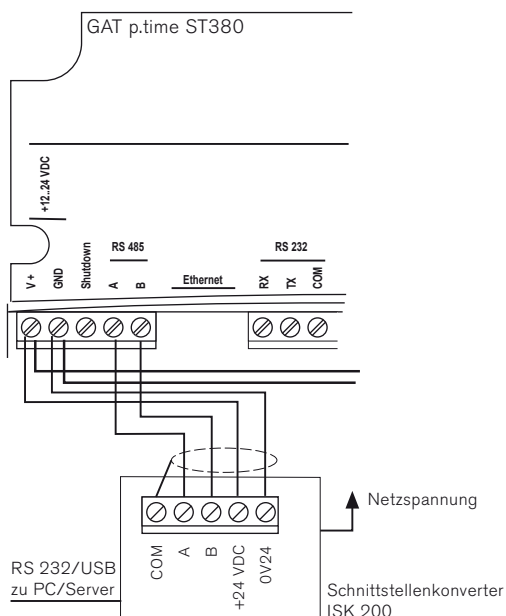 GAT p.time ST380
+12..24 VDC
RS 485
RS 232
V +
GND
Shutdown
A
B
Ethernet
RX
TX
COM
Netzspannung
COM
A
B
+24 VDC
0V24
RS 232/USB
zu PC/Server
Schnittstellenkonverter
ISK 200